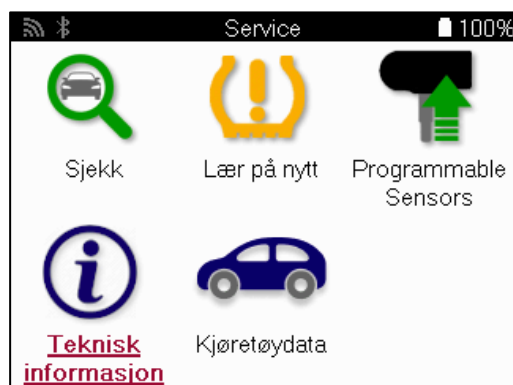 Service 100%
Sjekk Lær på nytt Programmable
Sensors
Teknisk Kjøretøydata
informasjon